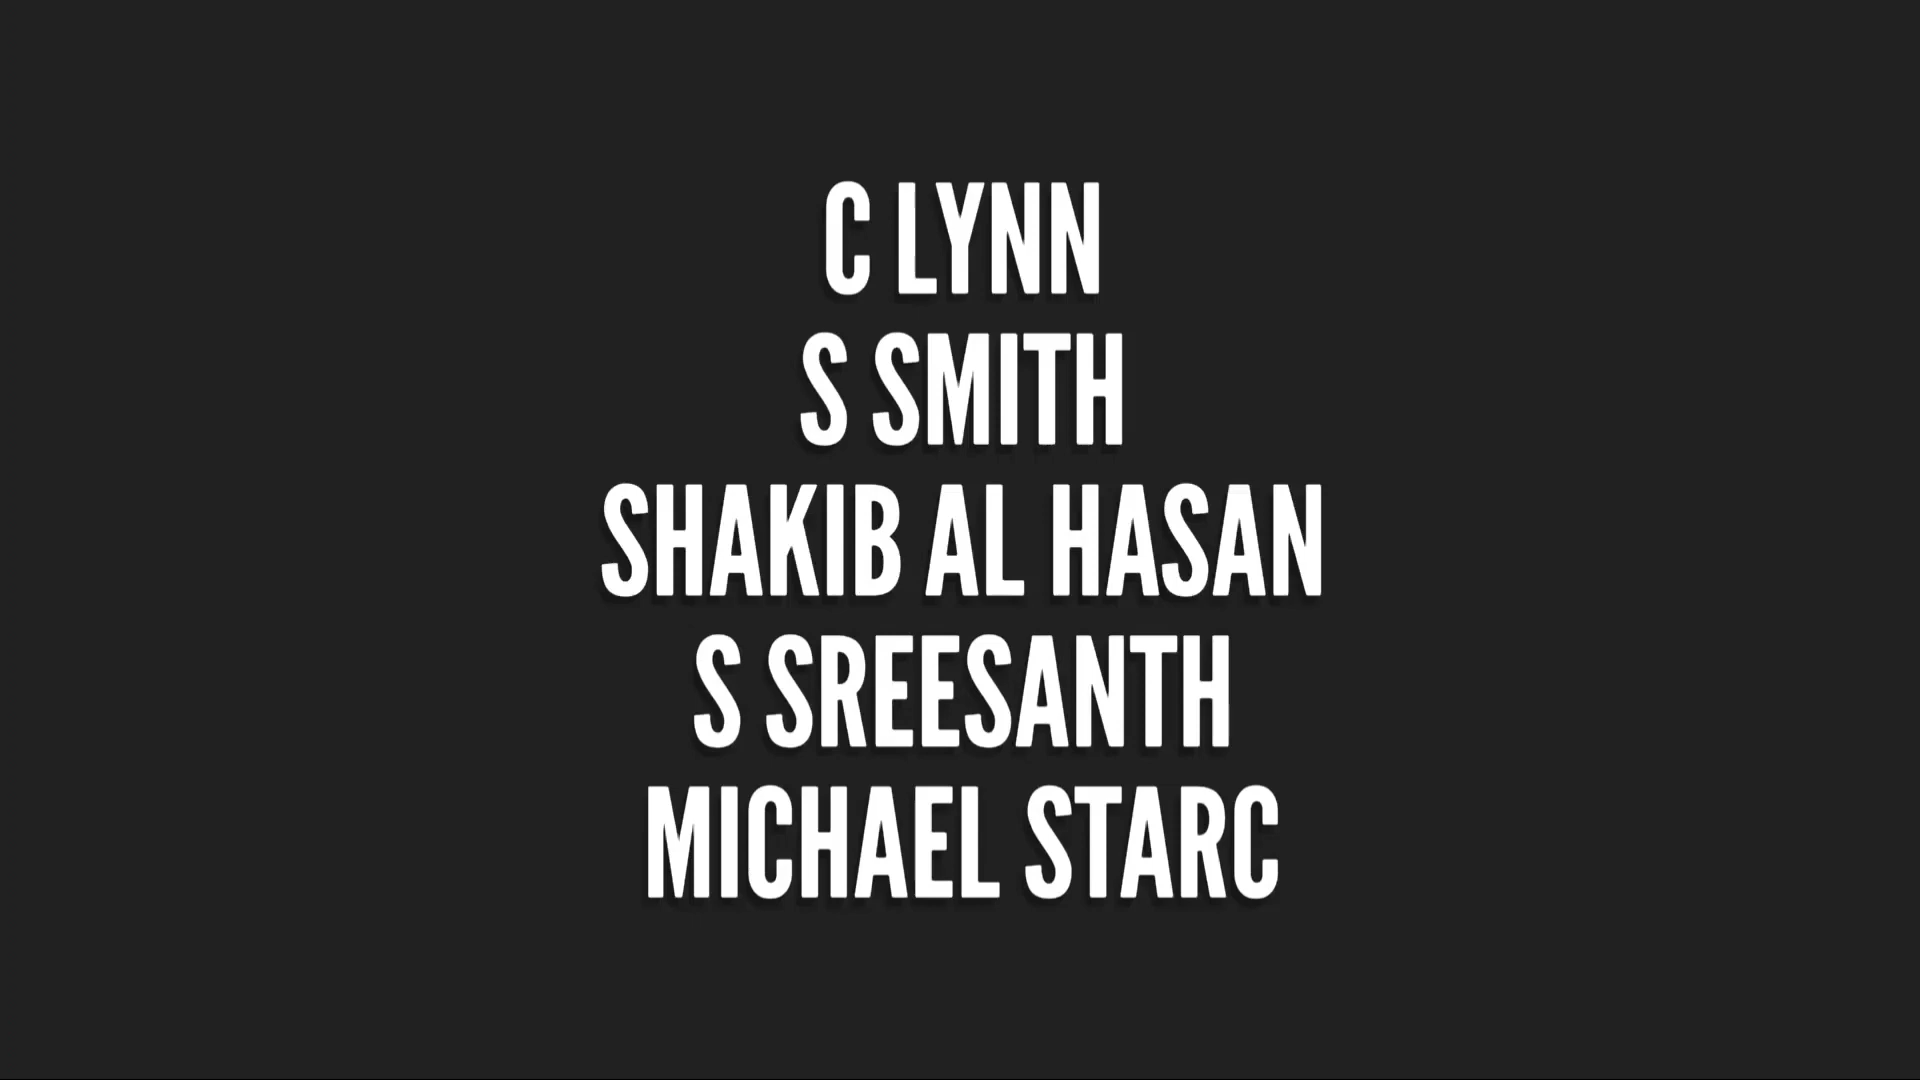 C LYNN
S SMITH
SHAKIB AL HASAN
S SREESANTH
MICHAEL STARC